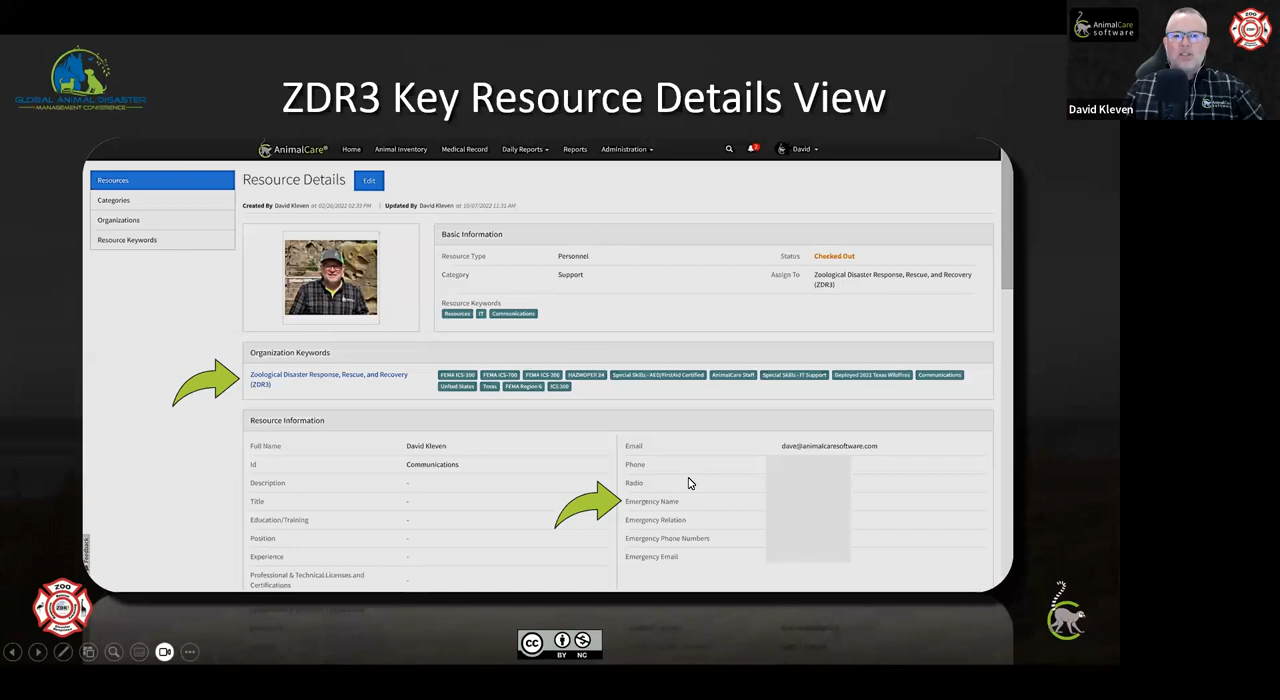 AnimalCare
software
David Kleven
GLOBAL ANIMAL DISASTER
MANAGEMENT CONFERENCE
ZDR3 Key Resource Details View
AnimalCare® Home Animal Inventory Medical Record Daily Reports Reports Administration 2 David
Resources
Categories
Organizations
Resource Keywords
Resource Details Edit
Created By David Kleven at 02/26/2022 02:33 PM | Updated By David Kleven at 10/07/2022 11:31 AM
Basic Information
Resource Type Personnel Status Checked Out
Category Support Assign To Zoological Disaster Response, Rescue, and Recovery
(ZDR3)
Resource Keywords
Resources IT Communications
Organization Keywords
Zoological Disaster Response, Rescue, and Recovery
(ZDR3)
FEMA ICS-100 FEMA ICS-700 FEMA ICS-200 HAZWOPER 24 Special Skills - AED/FirstAid Certified AnimalCare Staff Special Skills - IT Support Deployed 2022 Texas Wildfires Communications
United States Texas FEMA Region 6 ICS 300
Resource Information
Full Name David Kleven Email dave@animalcaresoftware.com
Id Communications Phone
Description - Radio
Title - Emergency Name
Education/Training - Emergency Relation
Position - Emergency Phone Numbers
Experience - Emergency Email
Professional & Technical.Licenses and
Certifications -
Feedback
ZOO
ZDR³
CC BY NC